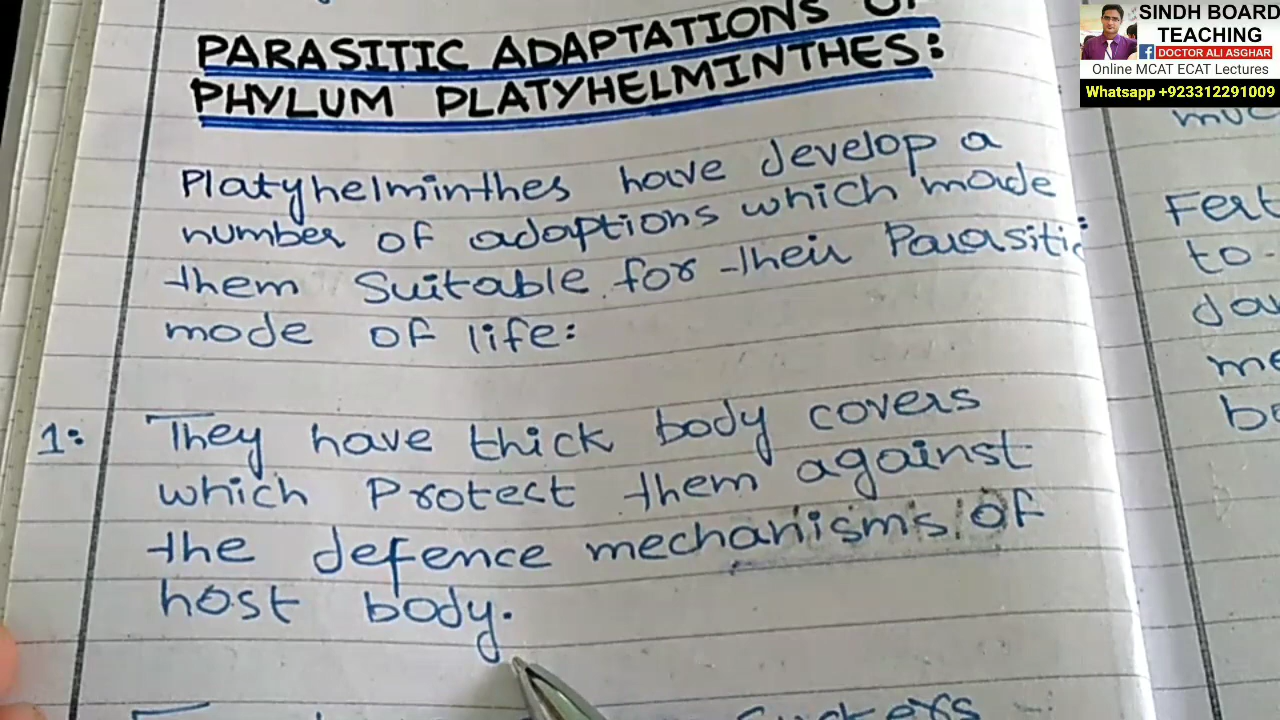 PARASITIC ADAPTATIONS OF
PHYLUM PLATYHELMINTHES:
Platyhelminthes have develop a
number of adaptions which made
them Suitable for their Parasitic
mode of life:
1: They have thick body covers
which Protect them against
the defence mechanisms of
host body.
Suckers
Fert
to-
me
SINDH BOARD
TEACHING
DOCTOR ALI ASGHAR
Online MCAT ECAT Lectures
Whatsapp +923312291009